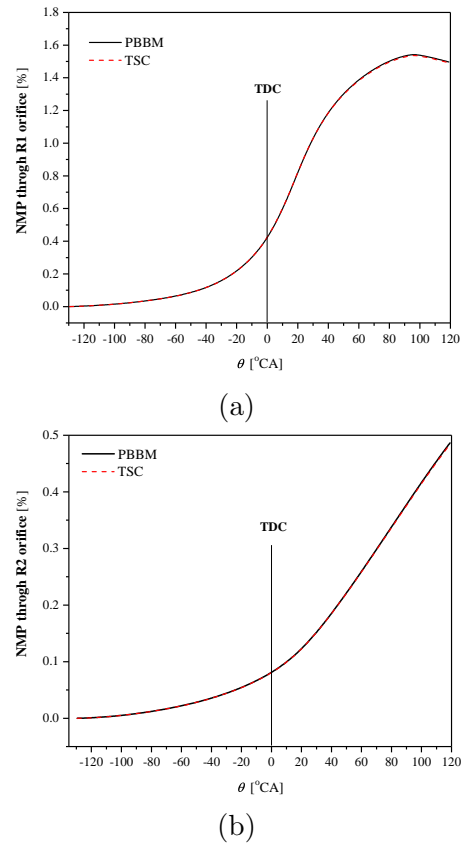 PBBM
TSC
TDC
NMP throgh R1 orifice [%]
1.8
1.6
1.4
1.2
1.0
0.8
0.6
0.4
0.2
0.0
-120 -100 -80 -60 -40 -20 0 20 40 60 80 100 120
θ [°CA]
(a)
PBBM
TSC
TDC
NMP throgh R2 orifice [%]
0.5
0.4
0.3
0.2
0.1
0.0
-120 -100 -80 -60 -40 -20 0 20 40 60 80 100 120
θ [°CA]
(b)